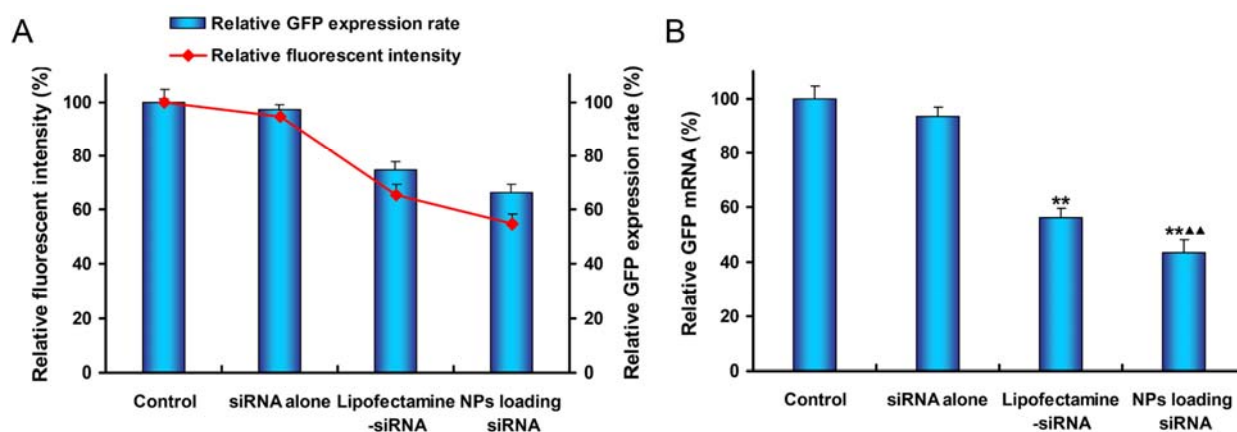 A
Relative GFP expression rate
Relative fluorescent intensity
Relative fluorescent intensity (%)
100
80
60
40
20
0
100
80
60
40
20
0
Relative GFP expression rate (%)
Control
siRNA alone
Lipofectamine
-siRNA
NPs loading
siRNA
B
Relative GFP mRNA (%)
100
80
60
40
20
0
**
**▲▲
Control
siRNA alone
Lipofectamine
-siRNA
NPs loading
siRNA